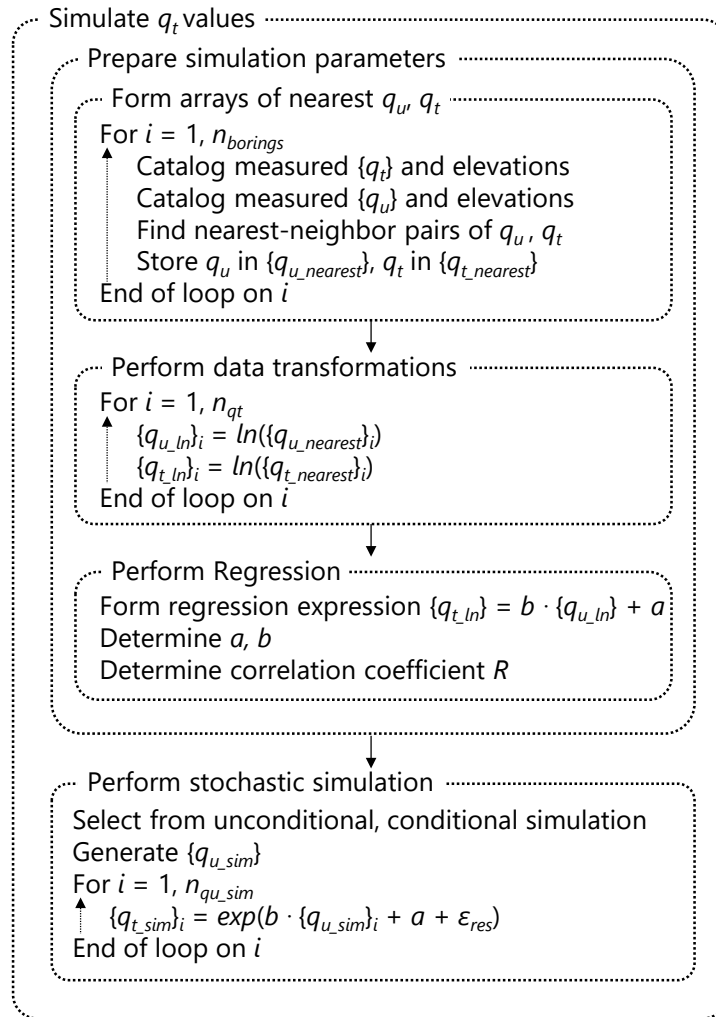 Simulate q_t values
Prepare simulation parameters
Form arrays of nearest q_u, q_t
For i = 1, n_borings
Catalog measured {q_t} and elevations
Catalog measured {q_u} and elevations
Find nearest-neighbor pairs of q_u , q_t
Store q_u in {q_u_nearest}, q_t in {q_t_nearest}
End of loop on i
Perform data transformations
For i = 1, n_qt
{q_u_ln}_i = ln({q_u_nearest}_i)
{q_t_ln}_i = ln({q_t_nearest}_i)
End of loop on i
Perform Regression
Form regression expression {q_t_ln} = b · {q_u_ln} + a
Determine a, b
Determine correlation coefficient R
Perform stochastic simulation
Select from unconditional, conditional simulation
Generate {q_u_sim}
For i = 1, n_qu_sim
{q_t_sim}_i = exp(b · {q_u_sim}_i + a + ε_res)
End of loop on i